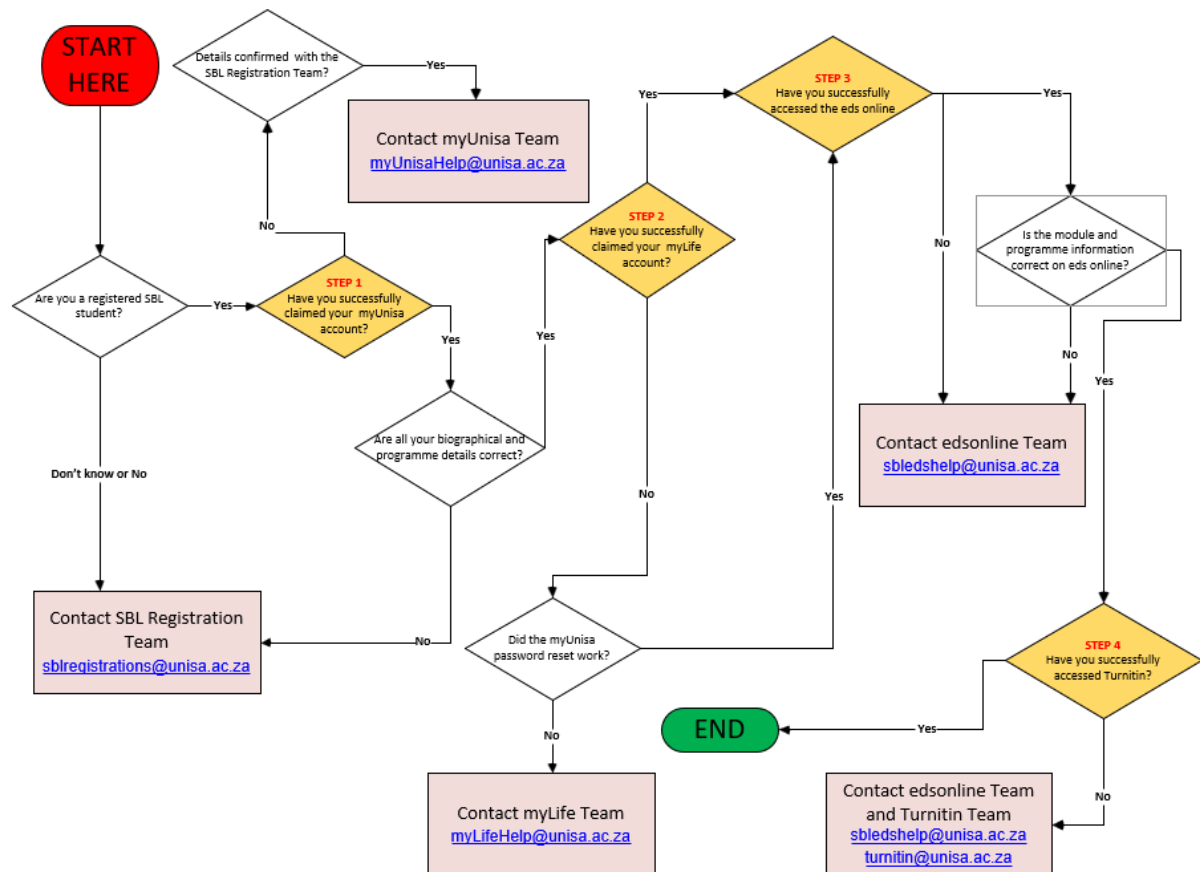 START
HERE
Details confirmed with the
SBL Registration Team?
Yes
Contact myUnisa Team
myUnisaHelp@unisa.ac.za
No
Are you a registered SBL
student?
Yes
STEP 1
Have you successfully
claimed your myUnisa
account?
Yes
Don't know or No
Contact SBL Registration
Team
sblregistrations@unisa.ac.za
Are all your biographical and
programme details correct?
No
Yes
STEP 2
Have you successfully
claimed your myLife
account?
Yes
No
Did the myUnisa
password reset work?
Yes
No
Contact myLife Team
myLifeHelp@unisa.ac.za
STEP 3
Have you successfully
accessed the eds online
Yes
No
Is the module and
programme information
correct on eds online?
No
Yes
Contact edsonline Team
sbledshelp@unisa.ac.za
STEP 4
Have you successfully
accessed Turnitin?
Yes
END
No
Contact edsonline Team
and Turnitin Team
sbledshelp@unisa.ac.za
turnitin@unisa.ac.za